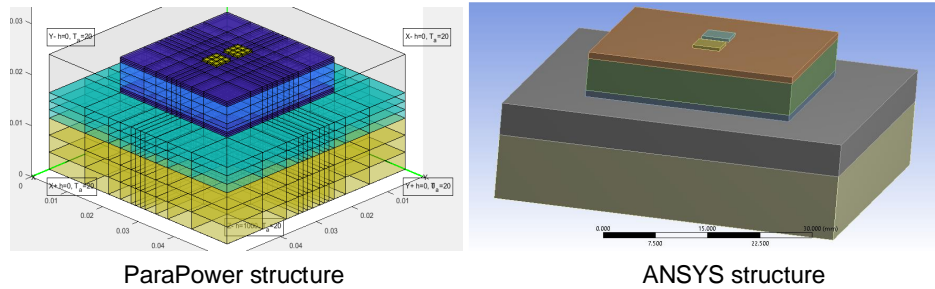 0.03
Y- h=0, T_a=20
X- h=0, T_a=20
0.02
0.01
0
X
X+ h=0, T_a=20
Y+ h=0, T_a=20
0
0.01
0.01
0.02
0.02
0.03
0.03
0.04
0.04
0.000
15.000
30.000 (mm)
7.500
22.500
ParaPower structure
ANSYS structure